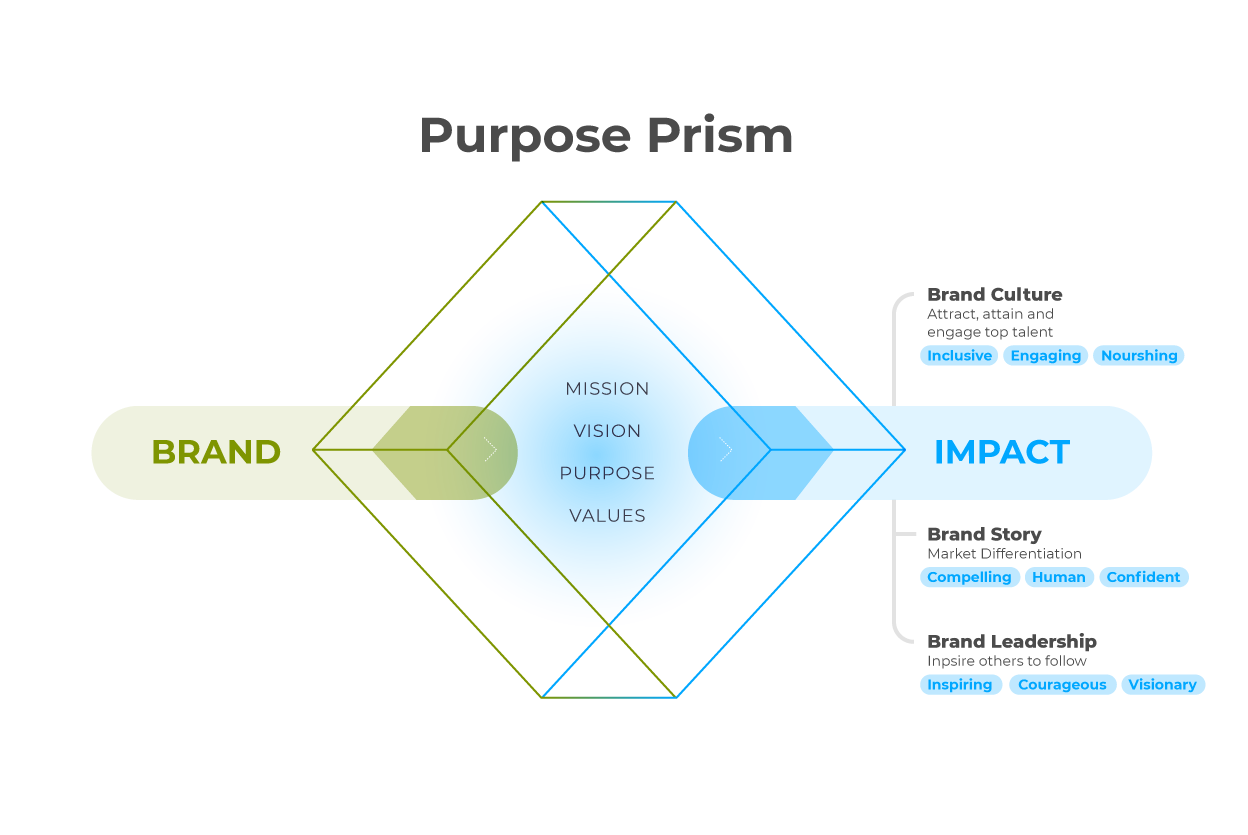 Purpose Prism
BRAND
MISSION
VISION
PURPOSE
VALUES
IMPACT
Brand Culture
Attract, attain and
engage top talent
Inclusive Engaging Nourshing
Brand Story
Market Differentiation
Compelling Human Confident
Brand Leadership
Inpsire others to follow
Inspiring Courageous Visionary